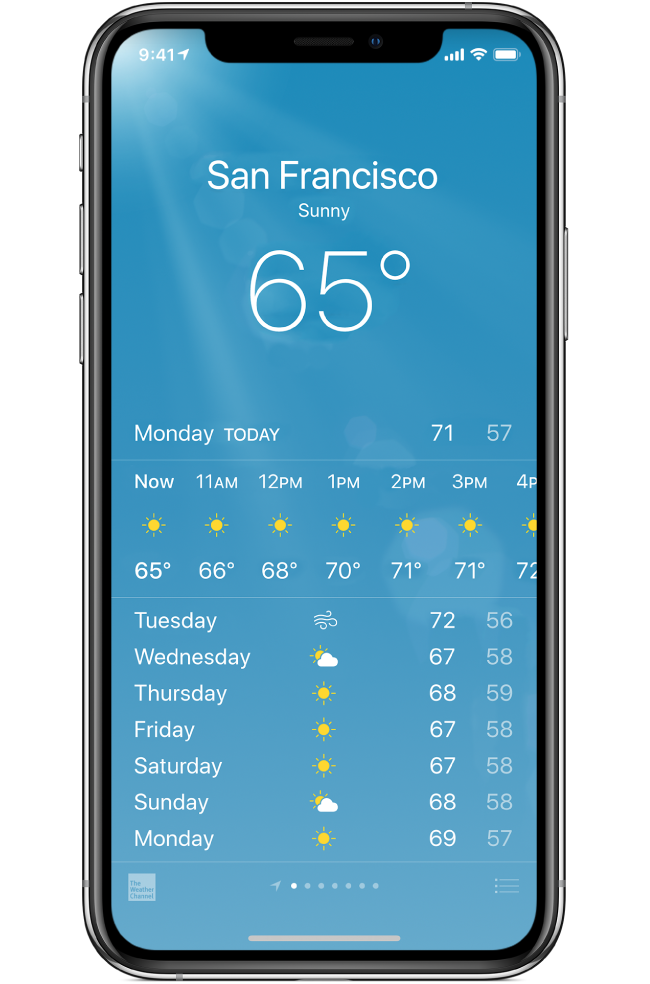 9:41
San Francisco
Sunny
65°
Monday TODAY 71 57
Now 11AM 12PM 1PM 2PM 3PM 4P
65° 66° 68° 70° 71° 71° 72
Tuesday 72 56
Wednesday 67 58
Thursday 68 59
Friday 67 58
Saturday 67 58
Sunday 68 58
Monday 69 57
The
Weather
Channel